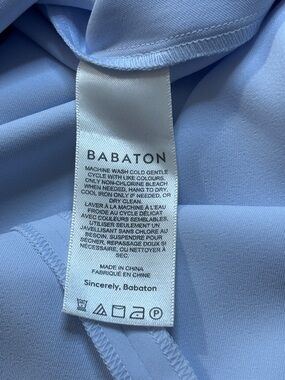 BABATON
MACHINE WASH COLD GENTLE
CYCLE WITH LIKE COLOURS,
ONLY NON-CHLORINE BLEACH
WHEN NEEDED, HANG TO DRY,
COOL IRON ONLY IF NEEDED, OR
DRY CLEAN.
LAVER À LA MACHINE À L'EAU
FROIDE AU CYCLE DÉLICAT
AVEC COULEURS SEMBLABLES,
UTILISER SEULEMENT UN
JAVELLISANT SANS CHLORE AU
BESOIN, SUSPENDRE POUR
SÉCHER, REPASSAGE DOUX SI
NÉCESSAIRE, OU NETTOYER À
SEC.
MADE IN CHINA
FABRIQUÉ EN CHINE
Sincerely, Babaton
P